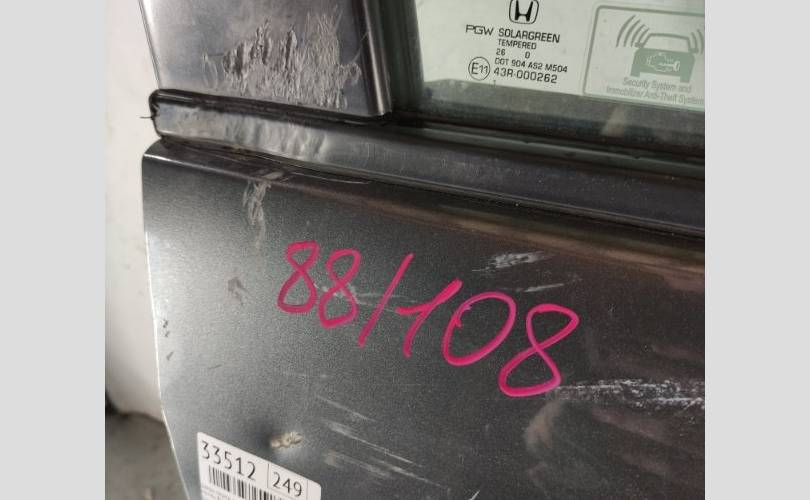 PGW SOLARGREEN
TEMPERED
26 0
DOT 904 AS2 M504
E11 43R-000262
Security System and
Immobilizer Anti-Theft System
88/108
33512 249